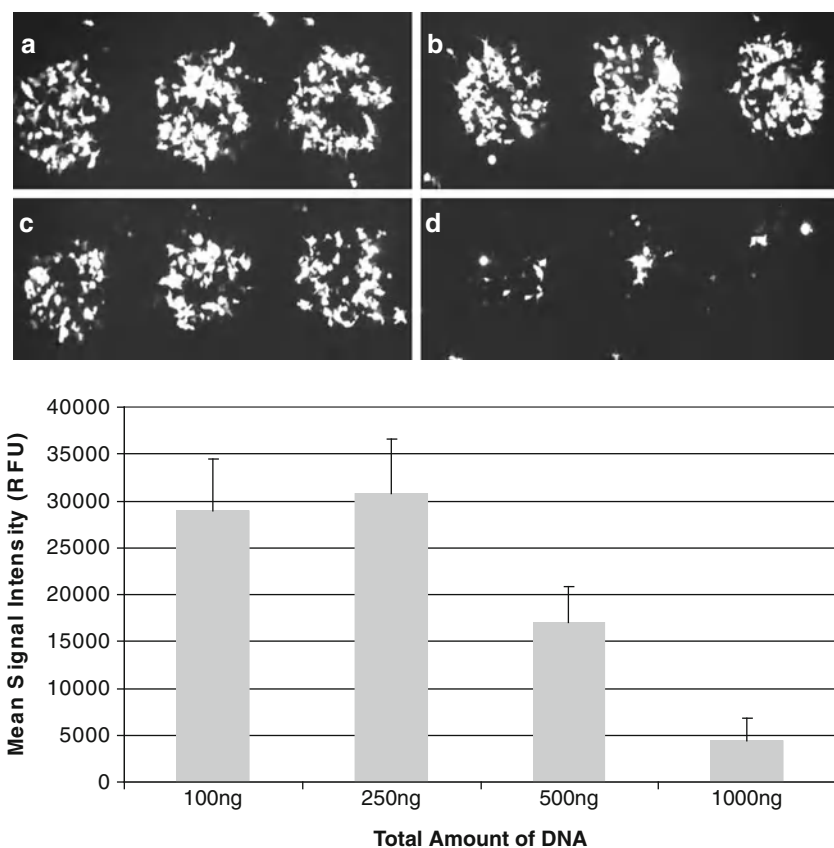 a
b
c
d
Mean Signal Intensity (RFU)
40000
35000
30000
25000
20000
15000
10000
5000
0
100ng
250ng
500ng
1000ng
Total Amount of DNA